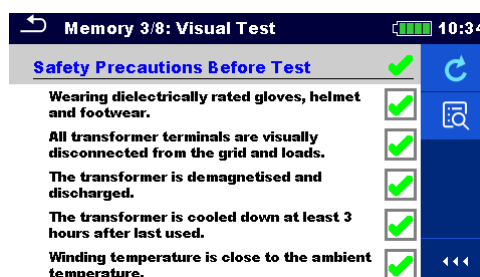 Memory 3/8: Visual Test
10:34
Safety Precautions Before Test
Wearing dielectrically rated gloves, helmet
and footwear.
All transformer terminals are visually
disconnected from the grid and loads.
The transformer is demagnetised and
discharged.
The transformer is cooled down at least 3
hours after last used.
Winding temperature is close to the ambient
temperature.